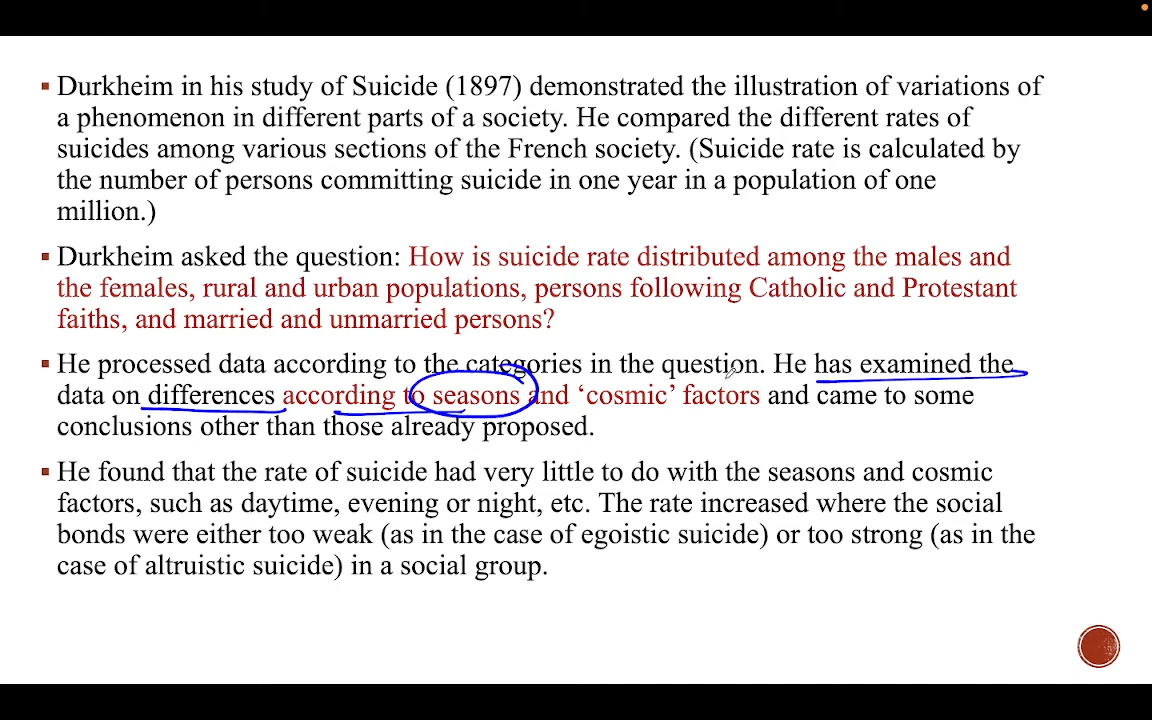 ▪ Durkheim in his study of Suicide (1897) demonstrated the illustration of variations of
a phenomenon in different parts of a society. He compared the different rates of
suicides among various sections of the French society. (Suicide rate is calculated by
the number of persons committing suicide in one year in a population of one
million.)
▪ Durkheim asked the question: How is suicide rate distributed among the males and
the females, rural and urban populations, persons following Catholic and Protestant
faiths, and married and unmarried persons?
▪ He processed data according to the categories in the question. He has examined the
data on differences according to seasons and ‘cosmic’ factors and came to some
conclusions other than those already proposed.
▪ He found that the rate of suicide had very little to do with the seasons and cosmic
factors, such as daytime, evening or night, etc. The rate increased where the social
bonds were either too weak (as in the case of egoistic suicide) or too strong (as in the
case of altruistic suicide) in a social group.